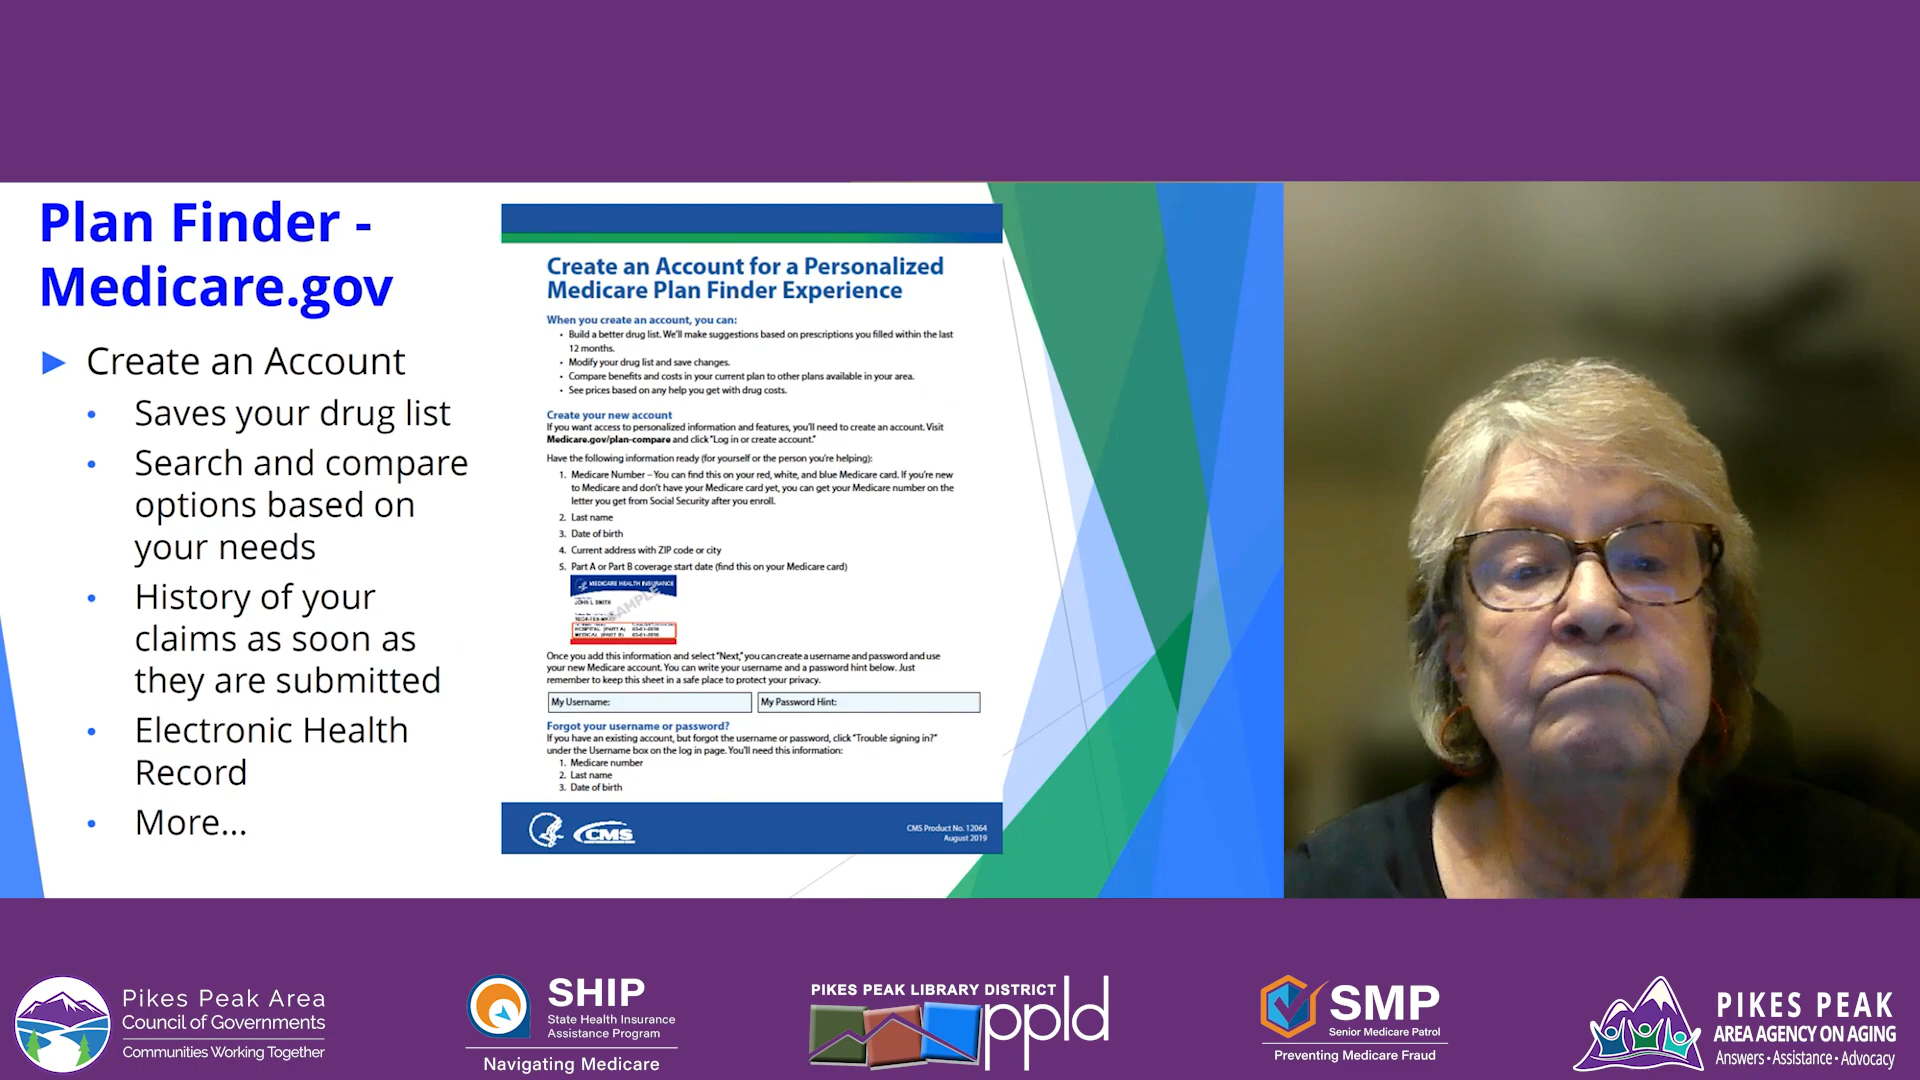 Plan Finder -
Medicare.gov
Create an Account
• Saves your drug list
• Search and compare
options based on
your needs
• History of your
claims as soon as
they are submitted
• Electronic Health
Record
• More...
Create an Account for a Personalized
Medicare Plan Finder Experience
When you create an account, you can:
• Build a better drug list. We'll make suggestions based on prescriptions you filled within the last
12 months.
• Modify your drug list and save changes.
• Compare benefits and costs in your current plan to other plans available in your area.
• See prices based on any help you get with drug costs.
Create your new account
If you want access to personalized information and features, you'll need to create an account. Visit
Medicare.gov/plan-compare and click "Log in or create account."
Have the following information ready (for yourself or the person you're helping):
1. Medicare Number – You can find this on your red, white, and blue Medicare card. If you're new
to Medicare and don't have your Medicare card yet, you can get your Medicare number on the
letter you get from Social Security after you enroll.
2. Last name
3. Date of birth
4. Current address with ZIP code or city
5. Part A or Part B coverage start date (find this on your Medicare card)
MEDICARE HEALTH INSURANCE
JOHN L SMITH
SAMPLE
HOSPITAL (PART A) 03-01-2016
MEDICAL (PART B) 03-01-2016
Once you add this information and select "Next," you can create a username and password and use
your new Medicare account. You can write your username and a password hint below. Just
remember to keep this sheet in a safe place to protect your privacy.
My Username:
My Password Hint:
Forgot your username or password?
If you have an existing account, but forgot the username or password, click "Trouble signing in?"
under the Username box on the log in page. You'll need this information:
1. Medicare number
2. Last name
3. Date of birth
CMS
CMS Product No. 12064
August 2019
Pikes Peak Area
Council of Governments
Communities Working Together
SHIP
State Health Insurance
Assistance Program
Navigating Medicare
PIKES PEAK LIBRARY DISTRICT
ppld
SMP
Senior Medicare Patrol
Preventing Medicare Fraud
PIKES PEAK
AREA AGENCY ON AGING
Answers • Assistance • Advocacy